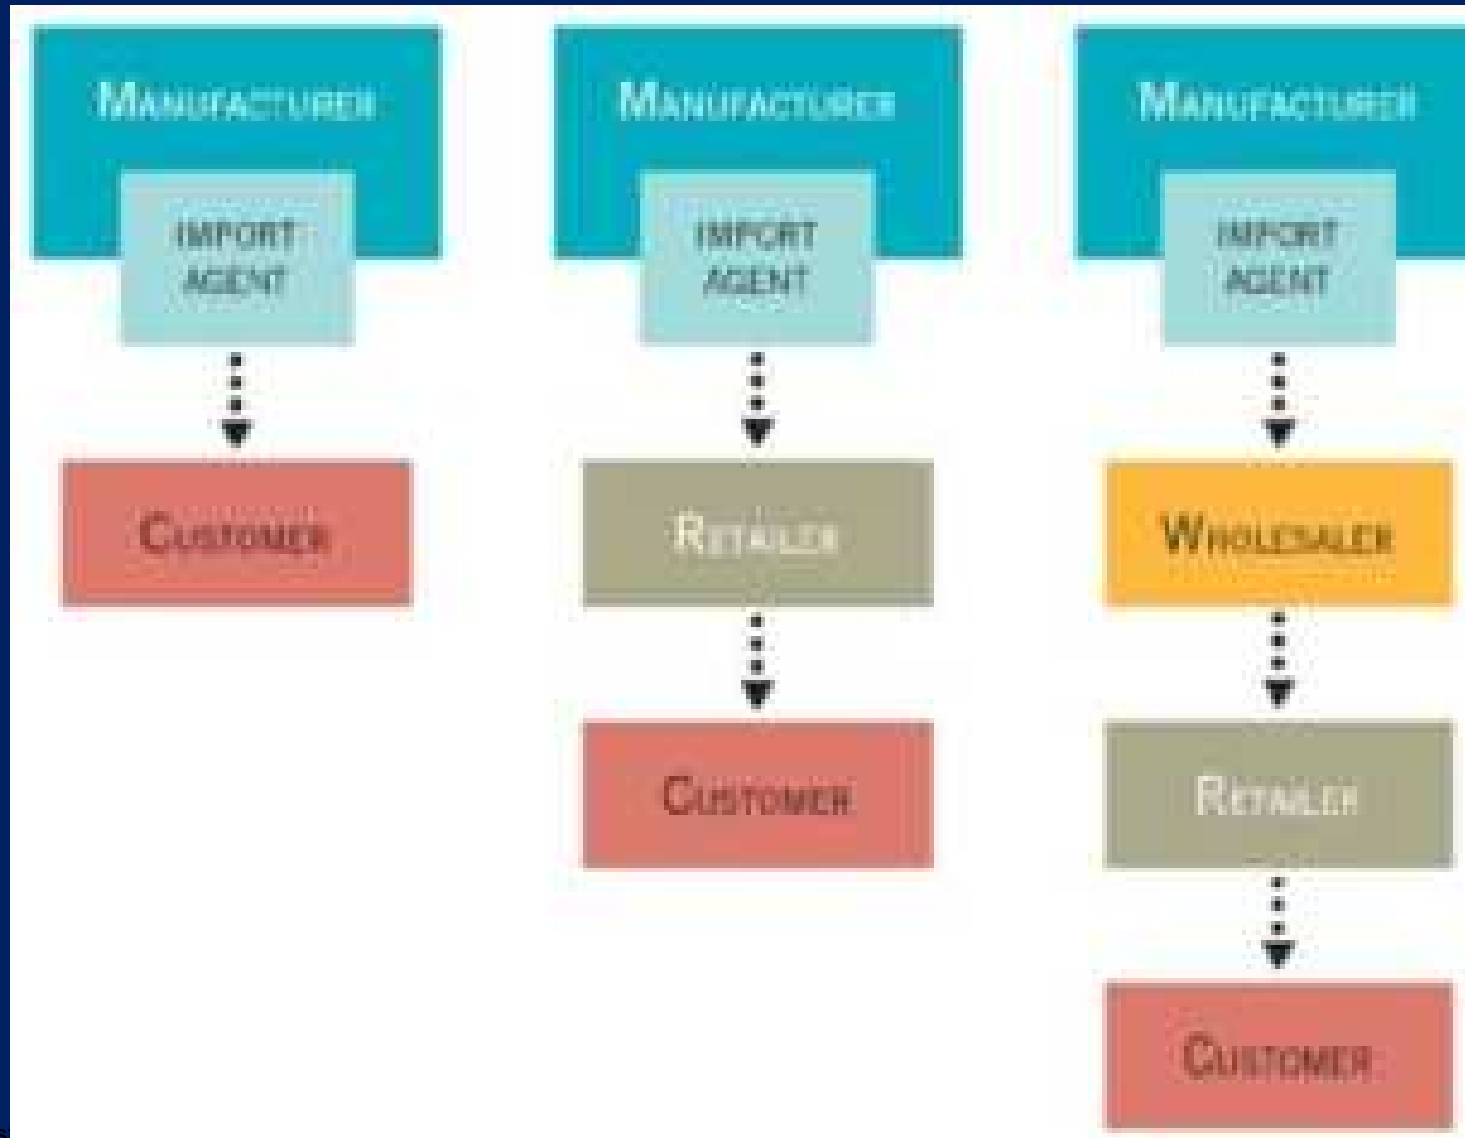 MANUFACTURER
IMPORT
AGENT
CUSTOMER
MANUFACTURER
IMPORT
AGENT
RETAILER
CUSTOMER
MANUFACTURER
IMPORT
AGENT
WHOLESALER
RETAILER
CUSTOMER